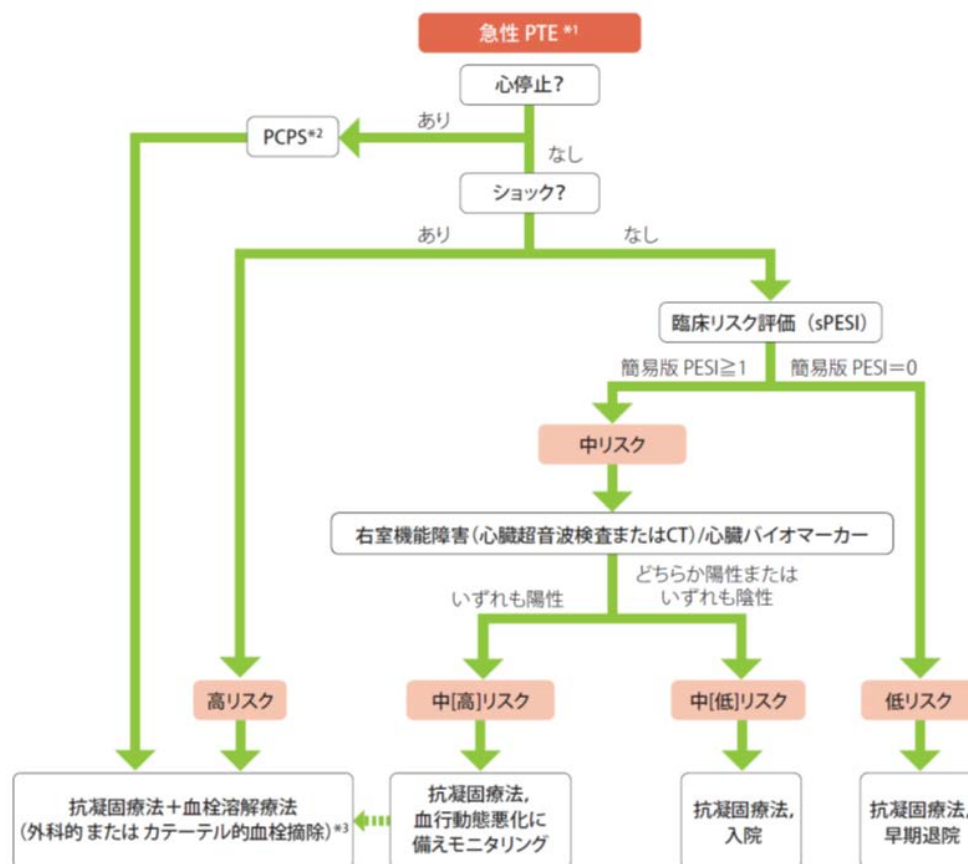 急性 PTE *1
心停止?
あり
PCPS*2
なし
ショック?
あり
なし
臨床リスク評価（sPESI）
簡易版 PESI≧1
簡易版 PESI＝0
中リスク
右室機能障害（心臓超音波検査またはCT）/心臓バイオマーカー
いずれも陽性
どちらか陽性または
いずれも陰性
高リスク
中[高]リスク
中[低]リスク
低リスク
抗凝固療法＋血栓溶解療法
（外科的 または カテーテル的血栓摘除）*3
抗凝固療法,
血行動態悪化に
備えモニタリング
抗凝固療法,
入院
抗凝固療法,
早期退院